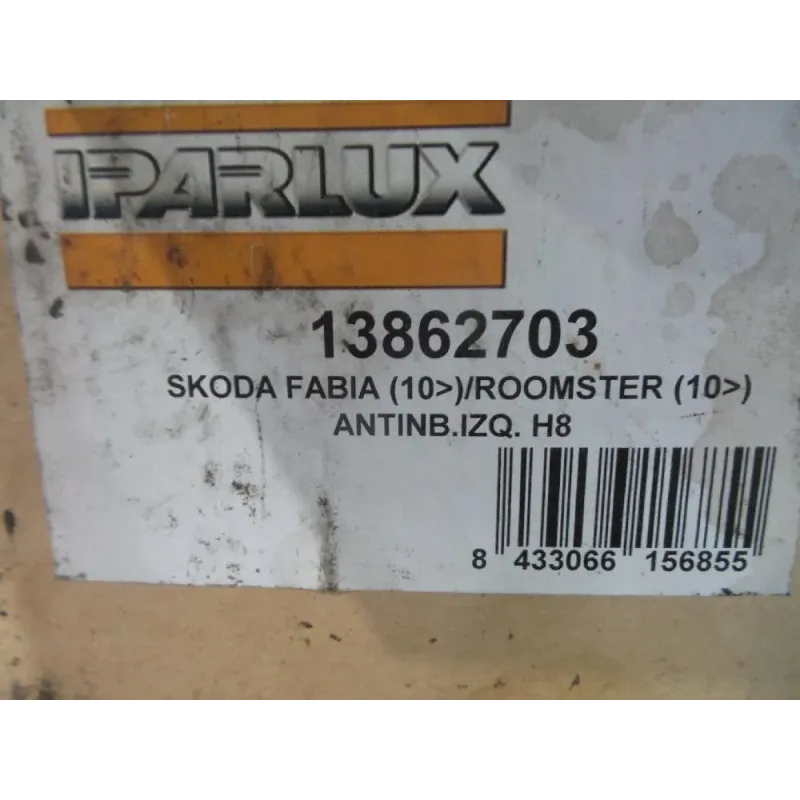 IPARLUX
13862703
SKODA FABIA (10>)/ROOMSTER (10>)
ANTINB.IZQ. H8
8 433066 156855